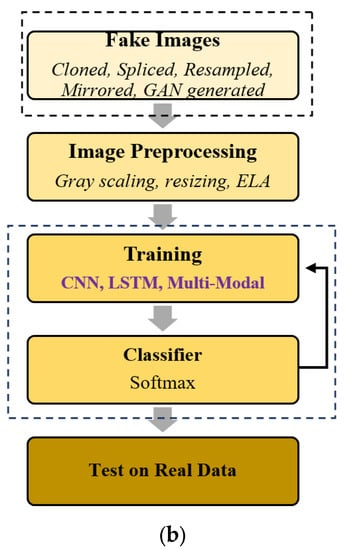 Fake Images
Cloned, Spliced, Resampled,
Mirrored, GAN generated
Image Preprocessing
Gray scaling, resizing, ELA
Training
CNN, LSTM, Multi-Modal
Classifier
Softmax
Test on Real Data
(b)